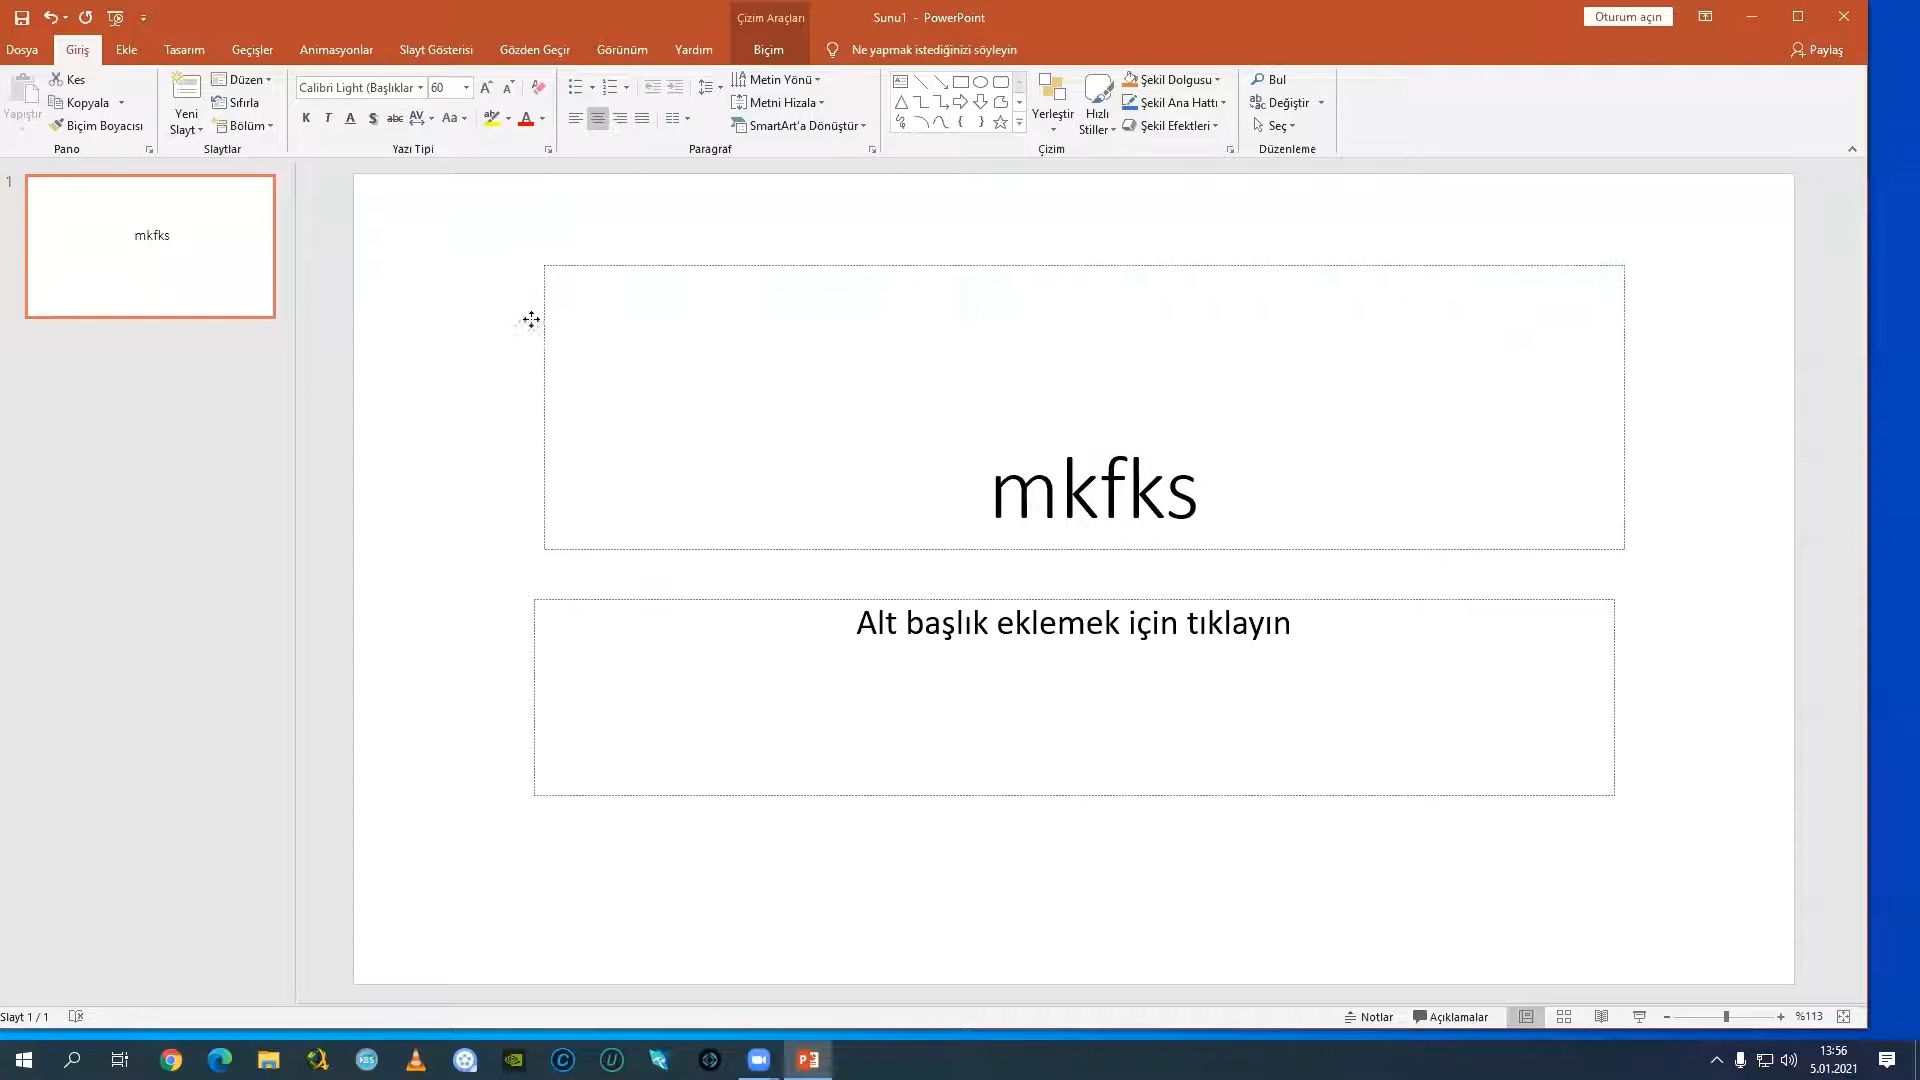 Çizim Araçları
Sunu1 - PowerPoint
Oturum açın
Dosya
Giriş
Ekle
Tasarım
Geçişler
Animasyonlar
Slayt Gösterisi
Gözden Geçir
Görünüm
Yardım
Biçim
Ne yapmak istediğinizi söyleyin
Paylaş
Yapıştır
Kes
Kopyala
Biçim Boyacısı
Pano
Yeni
Slayt
Düzen
Sıfırla
Bölüm
Slaytlar
Calibri Light (Başlıklar
60
K T A S abc AV Aa
Yazı Tipi
Metin Yönü
Metni Hizala
SmartArt'a Dönüştür
Paragraf
Yerleştir
Hızlı
Stiller
Şekil Dolgusu
Şekil Ana Hattı
Şekil Efektleri
Çizim
Bul
Değiştir
Seç
Düzenleme
1
mkfks
mkfks
Alt başlık eklemek için tıklayın
Slayt 1 / 1
Notlar
Açıklamalar
%113
13:56
5.01.2021